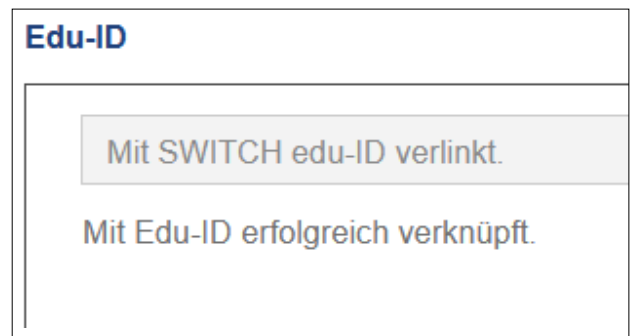 Edu-ID
Mit SWITCH edu-ID verlinkt.
Mit Edu-ID erfolgreich verknüpft.